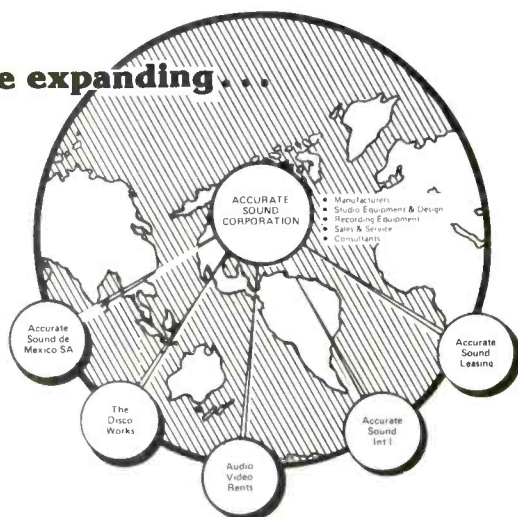 e expanding...
ACCURATE
SOUND
CORPORATION
• Manufacturers
• Studio Equipment & Design
• Recording Equipment
• Sales & Service
• Consultants
Accurate
Sound de
Mexico SA
The
Disco
Works
Audio
Video
Rents
Accurate
Sound
Int'l
Accurate
Sound
Leasing